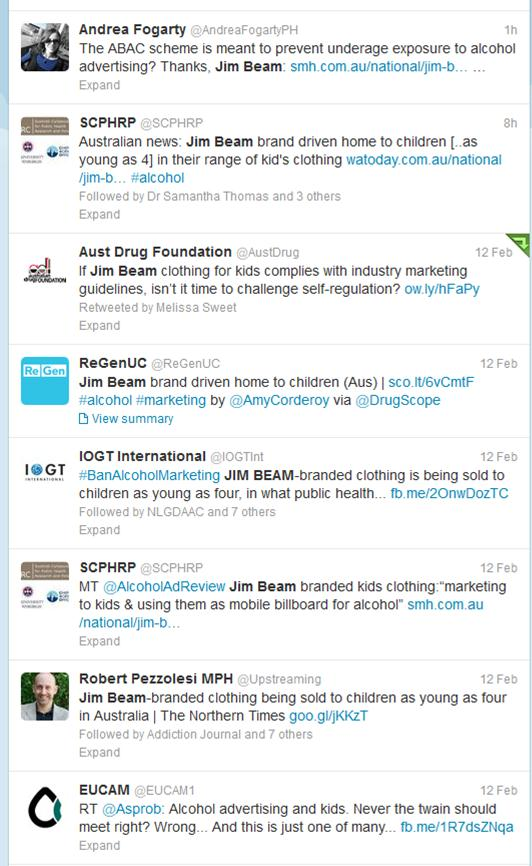 Andrea Fogarty @AndreaFogartyPH 1h
The ABAC scheme is meant to prevent underage exposure to alcohol
advertising? Thanks, Jim Beam: smh.com.au/national/jim-b… …
Expand
SCPHRP @SCPHRP 8h
Australian news: Jim Beam brand driven home to children [..as
young as 4] in their range of kid's clothing watoday.com.au/national
/jim-b… #alcohol
Followed by Dr Samantha Thomas and 3 others
Expand
Aust Drug Foundation @AustDrug 12 Feb
If Jim Beam clothing for kids complies with industry marketing
guidelines, isn't it time to challenge self-regulation? ow.ly/hFaPy
Retweeted by Melissa Sweet
Expand
ReGen
ReGenUC @ReGenUC 12 Feb
Jim Beam brand driven home to children (Aus) | sco.lt/6vCmtF
#alcohol #marketing by @AmyCorderoy via @DrugScope
View summary
IOGT
INTERNATIONAL
IOGT International @IOGTInt 12 Feb
#BanAlcoholMarketing JIM BEAM-branded clothing is being sold to
children as young as four, in what public health... fb.me/2OnwDozTC
Followed by NLGDAAC and 7 others
Expand
SCPHRP @SCPHRP 12 Feb
MT @AlcoholAdReview Jim Beam branded kids clothing:“marketing
to kids & using them as mobile billboard for alcohol” smh.com.au
/national/jim-b…
Expand
Robert Pezzolesi MPH @Upstreaming 12 Feb
Jim Beam-branded clothing being sold to children as young as four
in Australia | The Northern Times goo.gl/jKKzT
Followed by Addiction Journal and 7 others
Expand
EUCAM @EUCAM1 12 Feb
RT @Asprob: Alcohol advertising and kids. Never the twain should
meet right? Wrong... And this is just one of many... fb.me/1R7dsZNqa
Expand